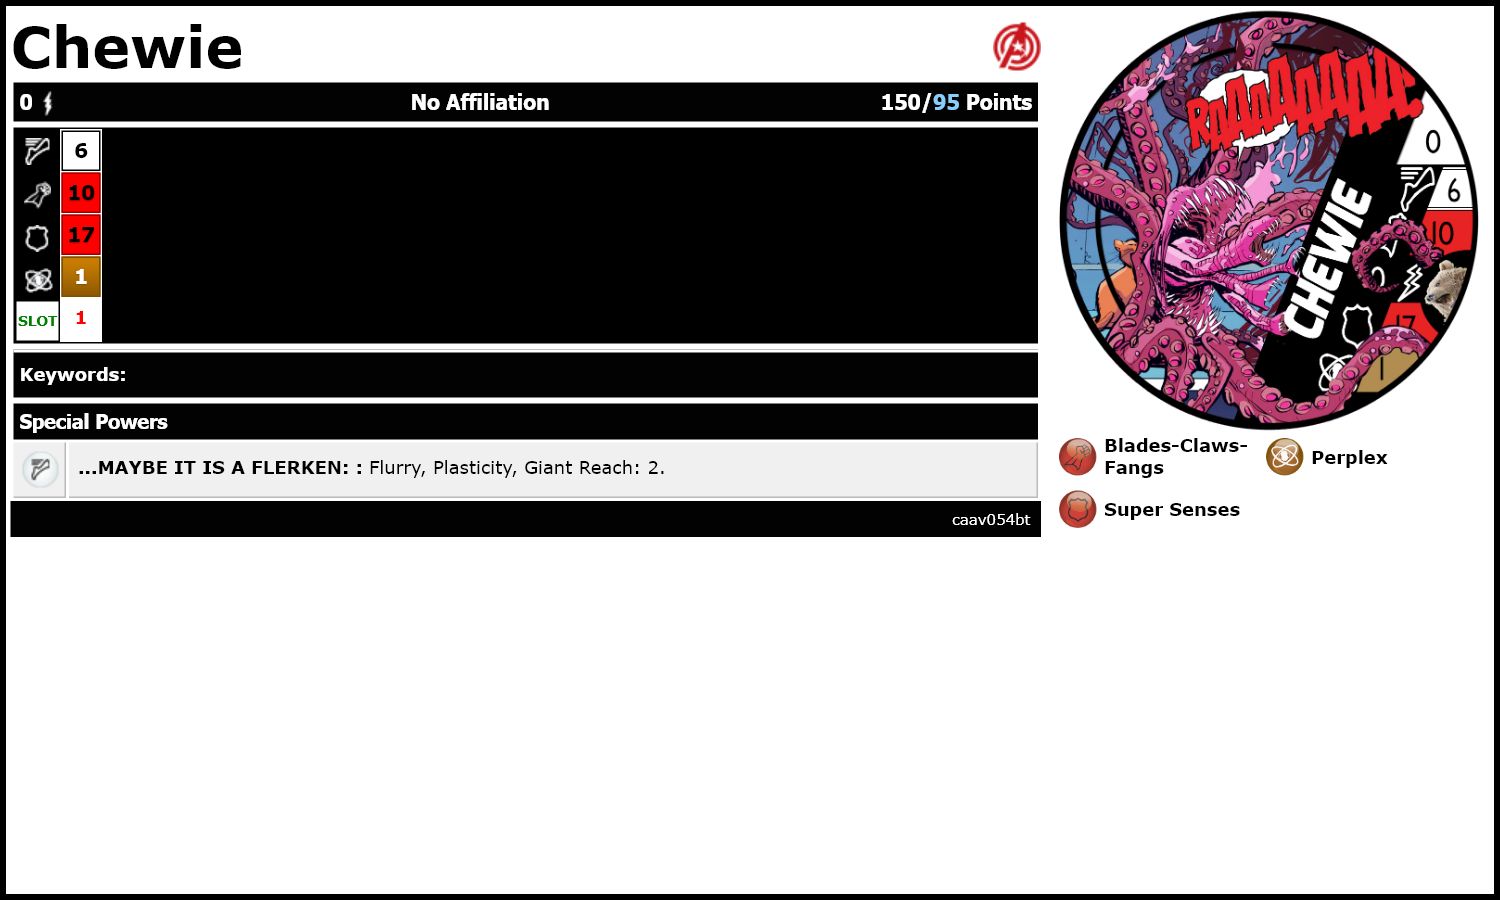 Chewie
0 No Affiliation 150/95 Points
6
10
17
1
SLOT 1
Keywords:
Special Powers
...MAYBE IT IS A FLERKEN: : Flurry, Plasticity, Giant Reach: 2.
caav054bt
CHEWIE
0
6
10
17
1
Blades-Claws-
Fangs
Perplex
Super Senses